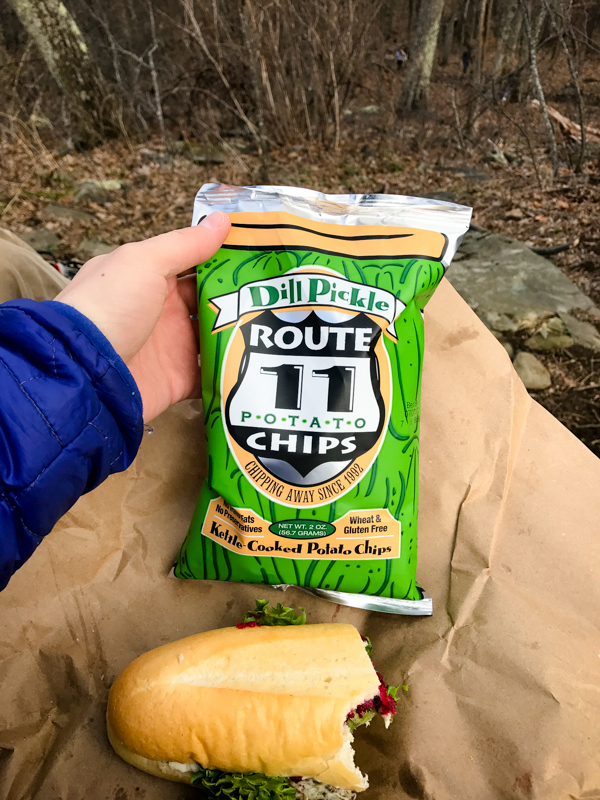 Dill Pickle
ROUTE
11
P•O•T•A•T•O
CHIPS
CHIPPING AWAY SINCE 1992
No Preservatives
NET WT. 2 OZ.
(56.7 GRAMS)
Wheat &
Gluten Free
Kettle-Cooked Potato Chips